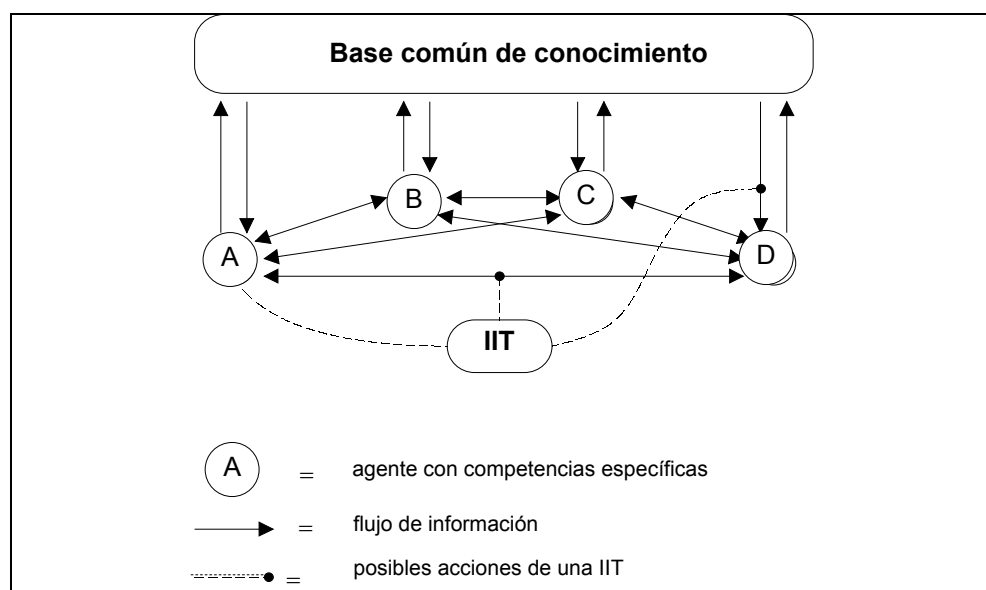 Base común de conocimiento
B
C
A
D
IIT
A = agente con competencias específicas
= flujo de información
= posibles acciones de una IIT